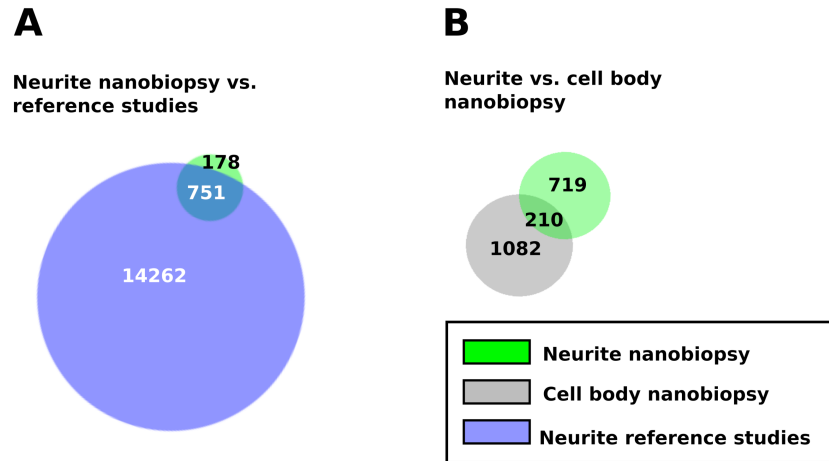 A
Neurite nanobiopsy vs.
reference studies
178
751
14262
B
Neurite vs. cell body
nanobiopsy
719
210
1082
Neurite nanobiopsy
Cell body nanobiopsy
Neurite reference studies